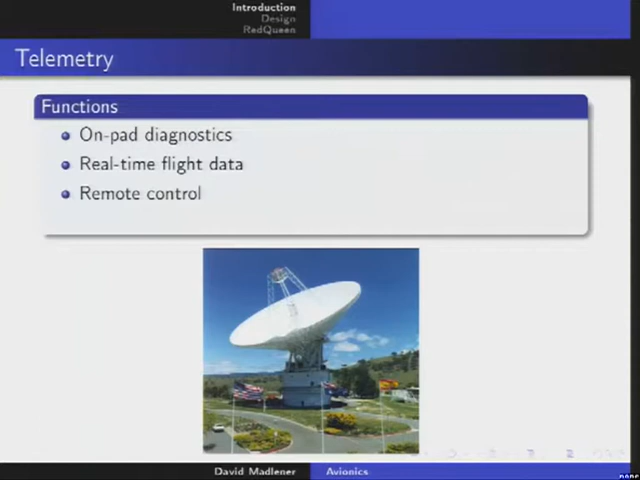 Introduction
Design
RedQueen
Telemetry
Functions
On-pad diagnostics
Real-time flight data
Remote control
David Madlener
Avionics